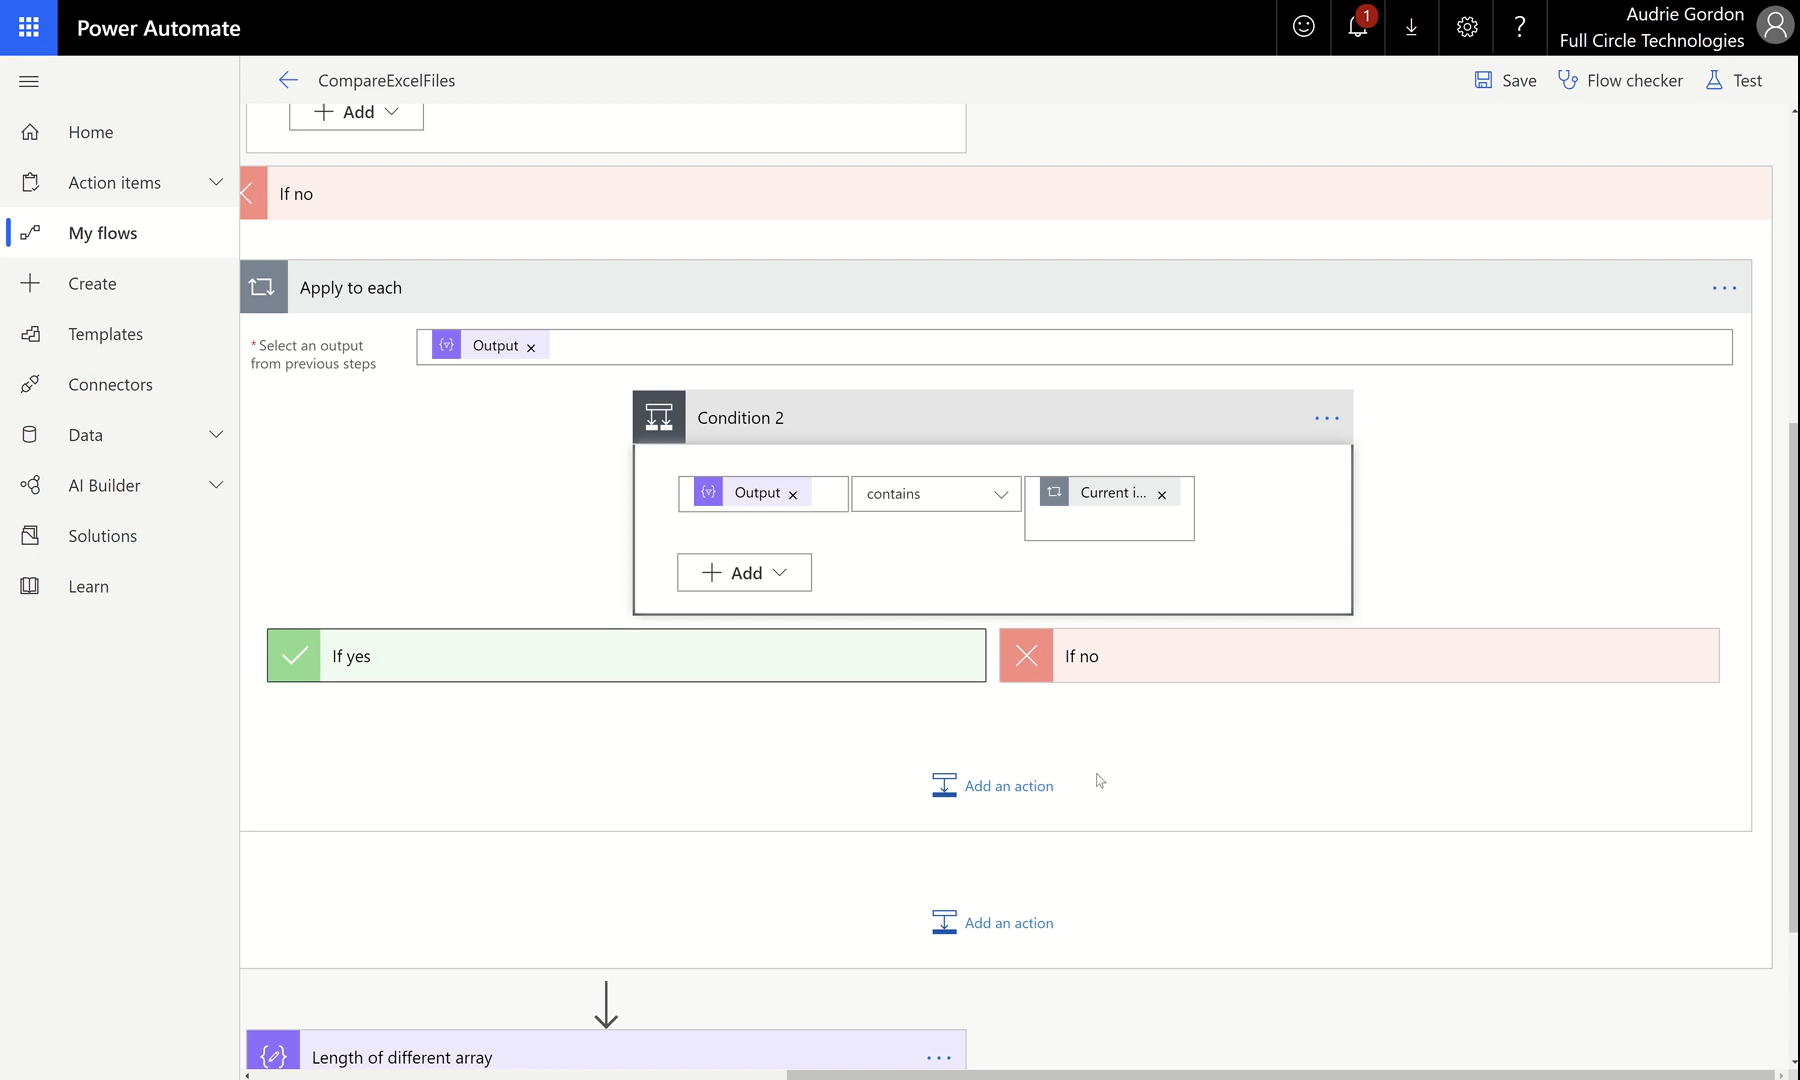 Power Automate
1
Audrie Gordon
Full Circle Technologies
CompareExcelFiles
Save
Flow checker
Test
Home
Action items
My flows
Create
Templates
Connectors
Data
AI Builder
Solutions
Learn
Add
If no
Apply to each
*Select an output
from previous steps
Output ×
Condition 2
Output ×
contains
Current i... ×
Add
If yes
If no
Add an action
Add an action
Length of different array